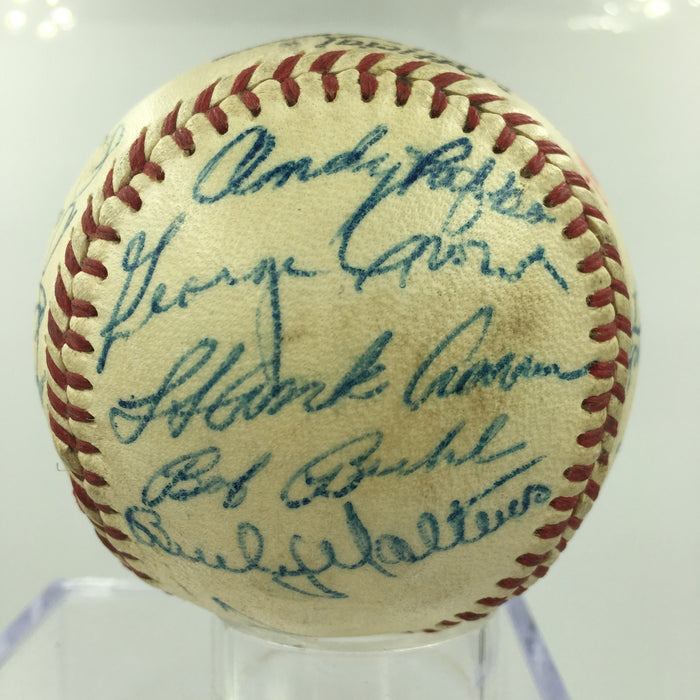 Andy Pafko
George Crowe
Hank Aaron
Bob Buhl
Bucky Walters